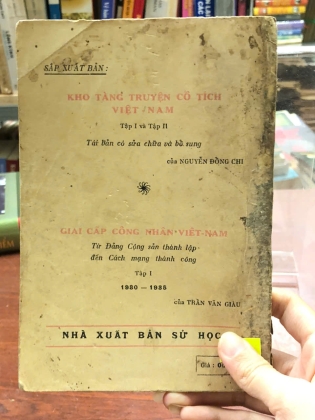 SẮP XUẤT BẢN:
KHO TÀNG TRUYỆN CỔ TÍCH
VIỆT NAM
Tập I và Tập II
Tái bản có sửa chữa và bổ sung
của NGUYỄN ĐỔNG CHI
GIAI CẤP CÔNG NHÂN VIỆT-NAM
Từ Đảng Cộng sản thành lập
đến Cách mạng thành công
Tập I
1930 — 1935
của TRẦN VĂN GIÀU
NHÀ XUẤT BẢN SỬ HỌC
Giá: